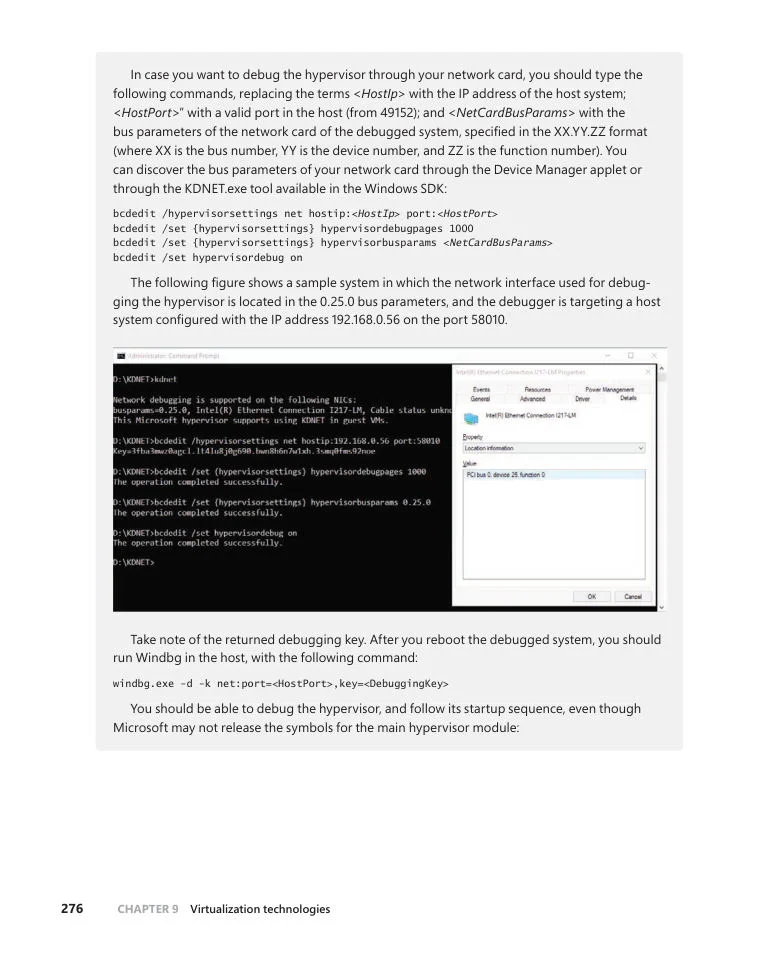 In case you want to debug the hypervisor through your network card, you should type the
following commands, replacing the terms <HostIp> with the IP address of the host system;
<HostPort>" with a valid port in the host (from 49152); and <NetCardBusParams> with the
bus parameters of the network card of the debugged system, specified in the XX.YY.ZZ format
(where XX is the bus number, YY is the device number, and ZZ is the function number). You
can discover the bus parameters of your network card through the Device Manager applet or
through the KDNET.exe tool available in the Windows SDK:
bcdedit /hypervisorsettings net hostip:<HostIp> port:<HostPort>
bcdedit /set {hypervisorsettings} hypervisordebugpages 1000
bcdedit /set {hypervisorsettings} hypervisorbusparams <NetCardBusParams>
bcdedit /set hypervisordebug on
The following figure shows a sample system in which the network interface used for debug-
ging the hypervisor is located in the 0.25.0 bus parameters, and the debugger is targeting a host
system configured with the IP address 192.168.0.56 on the port 58010.
Administrator: Command Prompt
D:\KDNET>kdnet
Network debugging is supported on the following NICs:
busparams=0.25.0, Intel(R) Ethernet Connection I217-LM, Cable status unkno
This Microsoft hypervisor supports using KDNET in guest VMs.
D:\KDNET>bcdedit /hypervisorsettings net hostip:192.168.0.56 port:58010
D:\KDNET>bcdedit /set {hypervisorsettings} hypervisordebugpages 1000
The operation completed successfully.
D:\KDNET>bcdedit /set {hypervisorsettings} hypervisorbusparams 0.25.0
The operation completed successfully.
D:\KDNET>bcdedit /set hypervisordebug on
The operation completed successfully.
D:\KDNET>
Intel(R) Ethernet Connection I217-LM Properties
Events Resources Power Management
General Advanced Driver Details
Intel(R) Ethernet Connection I217-LM
Property
Location information
Value
PCI bus 0, device 25, function 0
OK Cancel
Take note of the returned debugging key. After you reboot the debugged system, you should
run Windbg in the host, with the following command:
windbg.exe -d -k net:port=<HostPort>,key=<DebuggingKey>
You should be able to debug the hypervisor, and follow its startup sequence, even though
Microsoft may not release the symbols for the main hypervisor module:
276 CHAPTER 9 Virtualization technologies